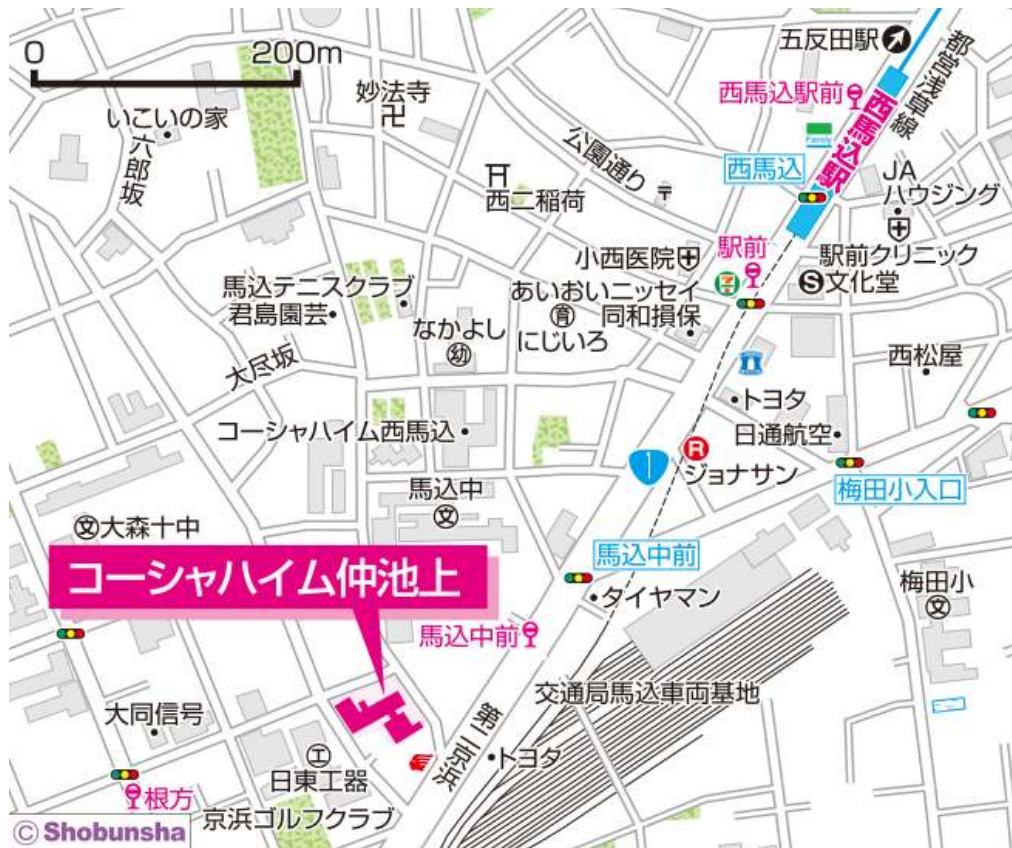 0 200m
五反田駅
都営浅草線
西馬込駅前
西馬込駅
Family
西馬込
JA
ハウジング
いこいの家
六郎坂
妙法寺
公園通り
西二稲荷
駅前
小西医院
駅前クリニック
S文化堂
あいおいニッセイ
同和損保
馬込テニスクラブ
君島園芸
なかよし
幼
育
にじいろ
大尽坂
西松屋
トヨタ
日通航空
コーシャハイム西馬込
1
R
ジョナサン
梅田小入口
馬込中
文
文大森十中
馬込中前
コーシャハイム仲池上
タイヤマン
梅田小
文
馬込中前
交通局馬込車両基地
大同信号
第二京浜
トヨタ
工
日東工器
根方
京浜ゴルフクラブ
© Shobunsha